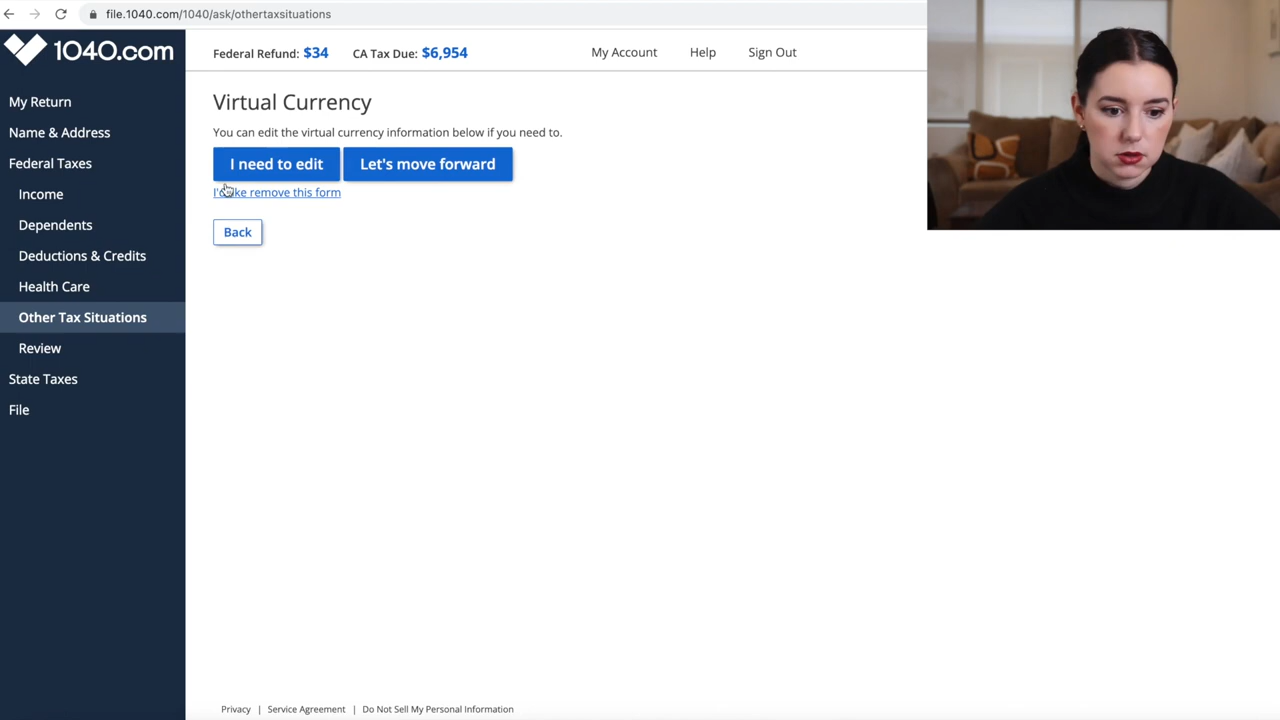 file.1040.com/1040/ask/othertaxsituations
1040.com
Federal Refund: $34 CA Tax Due: $6,954 My Account Help Sign Out
My Return
Name & Address
Federal Taxes
Income
Dependents
Deductions & Credits
Health Care
Other Tax Situations
Review
State Taxes
File
Virtual Currency
You can edit the virtual currency information below if you need to.
I need to edit Let's move forward
I'd like remove this form
Back
Privacy | Service Agreement | Do Not Sell My Personal Information